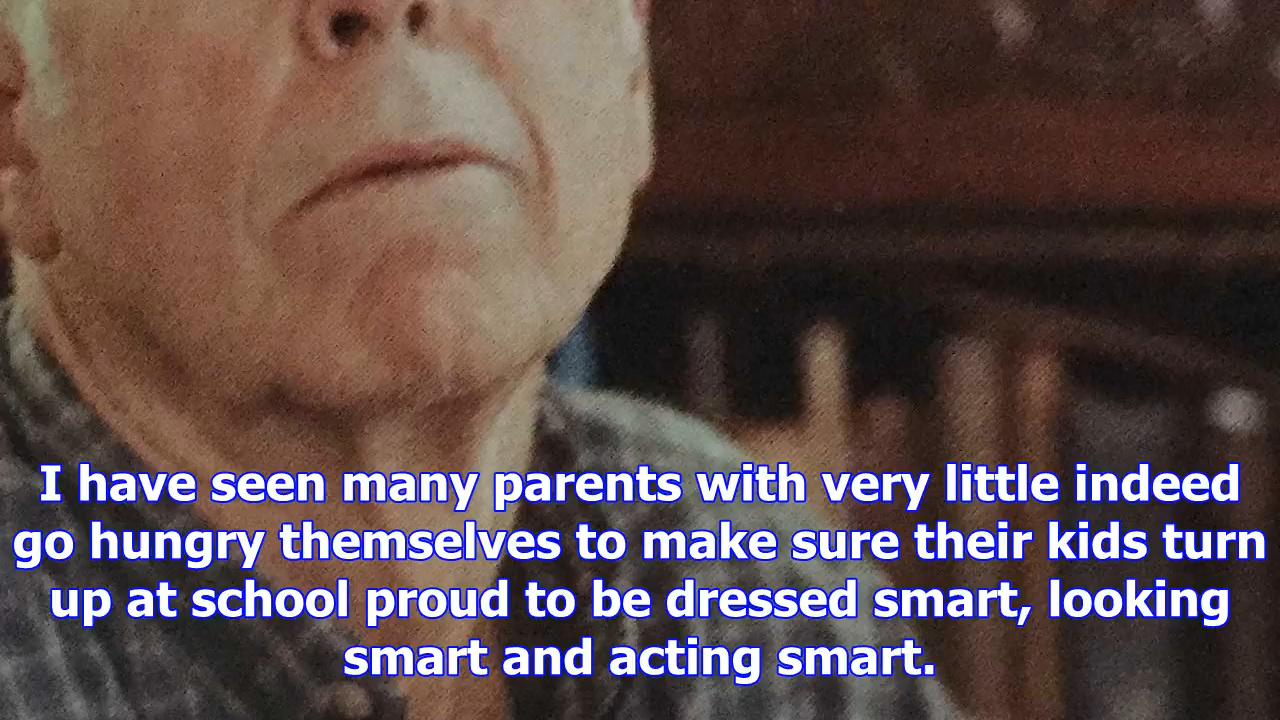 I have seen many parents with very little indeed
go hungry themselves to make sure their kids turn
up at school proud to be dressed smart, looking
smart and acting smart.